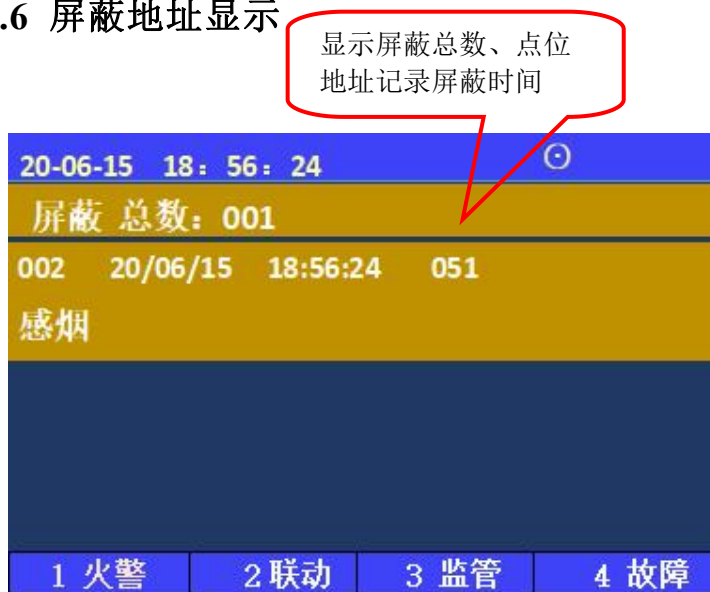 .6 屏蔽地址显示
显示屏蔽总数、点位
地址记录屏蔽时间
20-06-15 18：56：24
屏蔽 总数：001
002 20/06/15 18:56:24 051
感烟
1 火警 2 联动 3 监管 4 故障